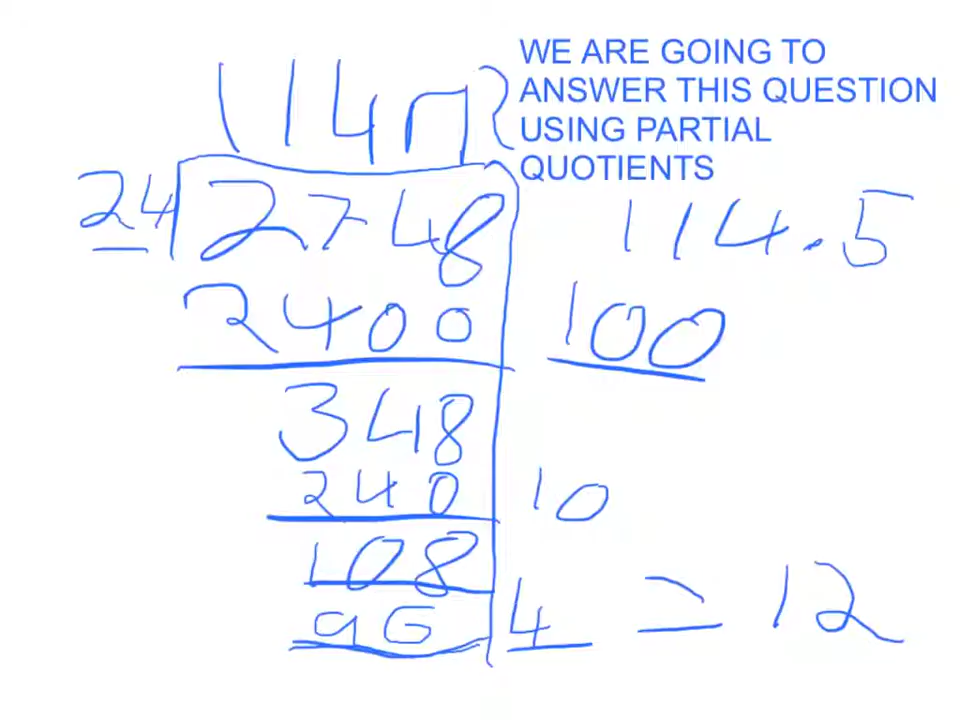 WE ARE GOING TO
ANSWER THIS QUESTION
USING PARTIAL
QUOTIENTS
114 r
24 2748
114.5
2400 100
348
240 10
108
96 4 = 12